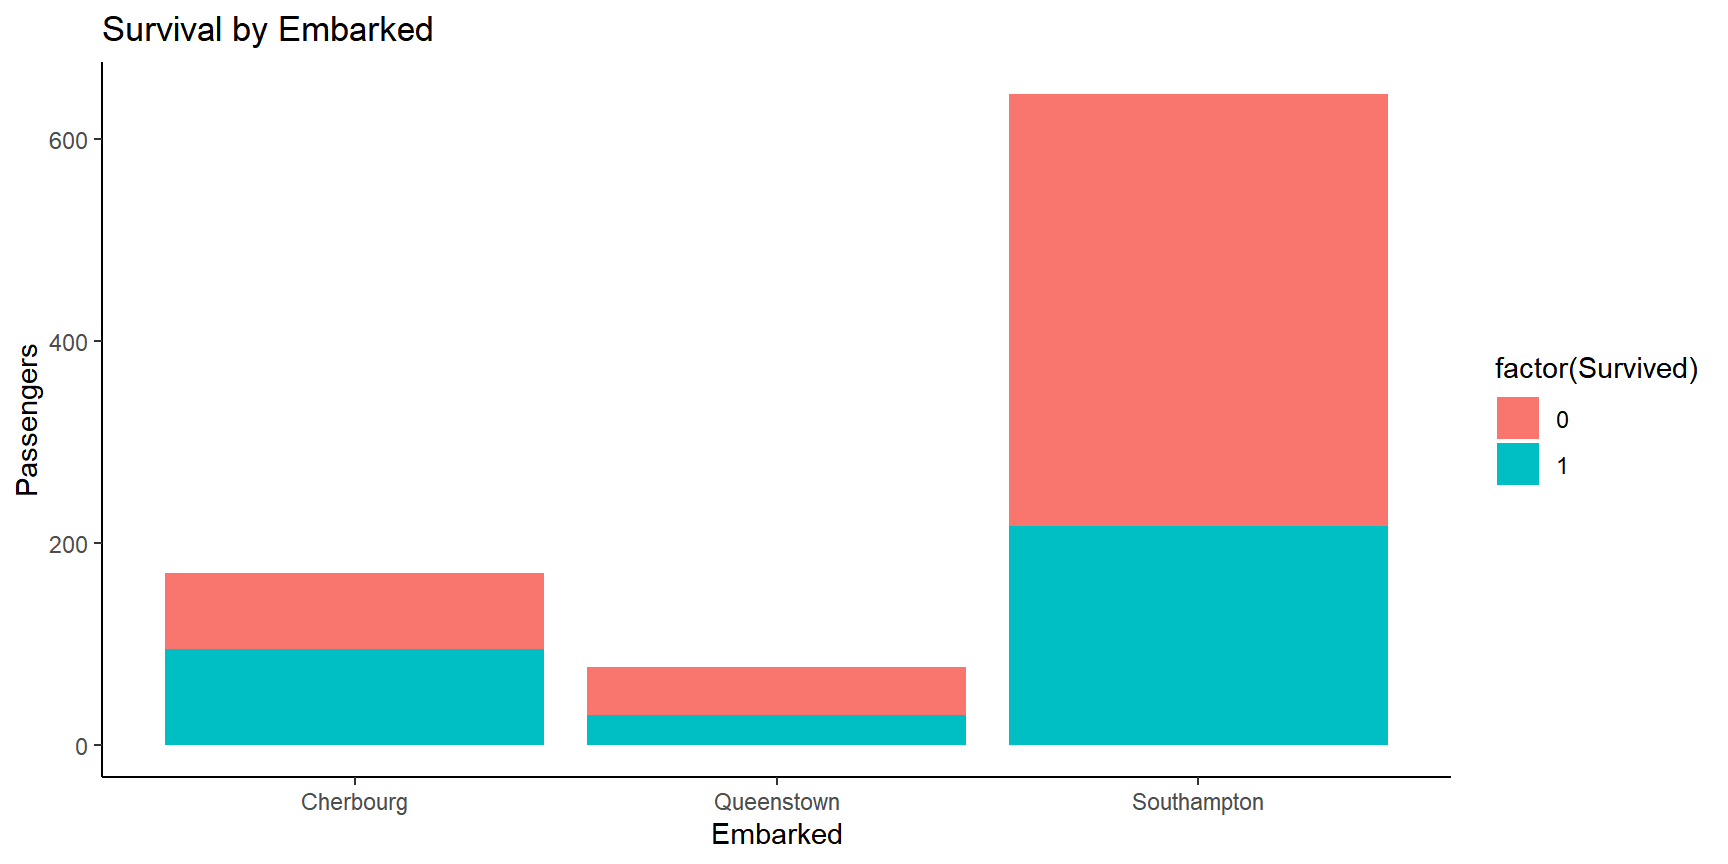 Survival by Embarked
Passengers
600
400
200
0
Cherbourg
Queenstown
Southampton
Embarked
factor(Survived)
0
1